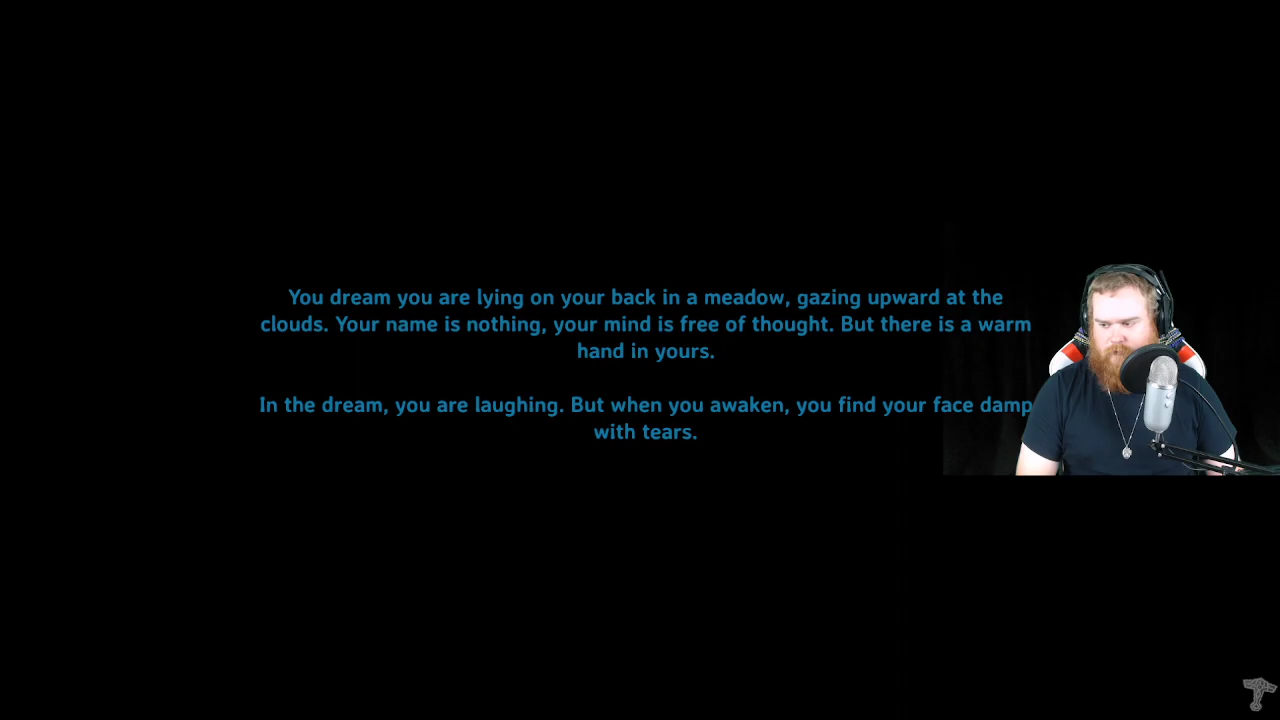 You dream you are lying on your back in a meadow, gazing upward at the
clouds. Your name is nothing, your mind is free of thought. But there is a warm
hand in yours.
In the dream, you are laughing. But when you awaken, you find your face damp
with tears.